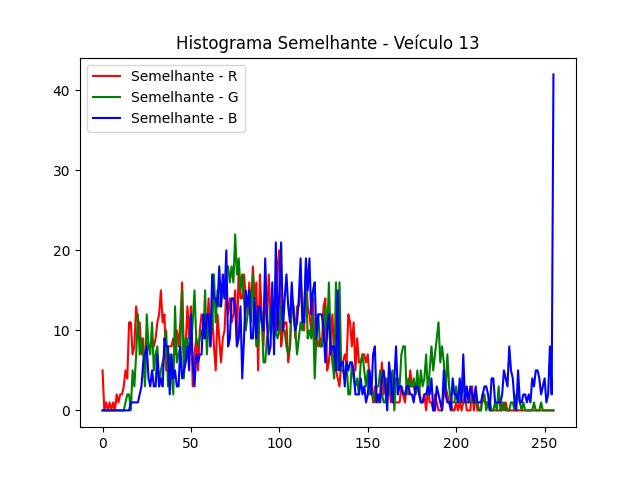 Histograma Semelhante - Veículo 13
Semelhante - R
Semelhante - G
Semelhante - B
40
30
20
10
0
0 50 100 150 200 250